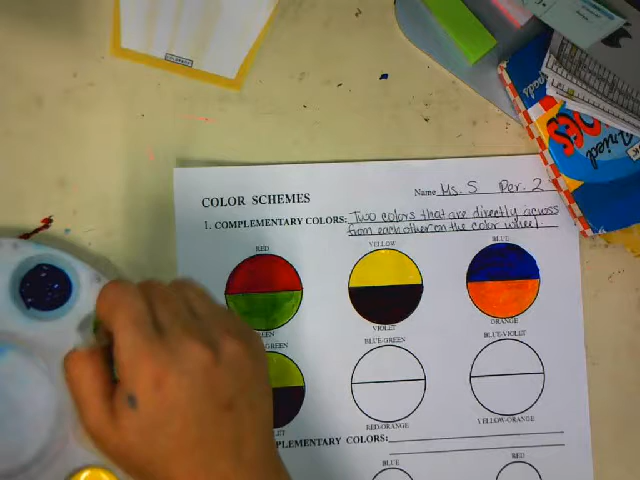 COLOR SCHEMES
Name Ms. S Per. 2
1. COMPLEMENTARY COLORS: Two colors that are directly across
from each other on the color wheel.
RED YELLOW BLUE
VIOLET ORANGE
BLUE-GREEN BLUE-VIOLET
RED-ORANGE YELLOW-ORANGE
COLORS:
BLUE RED